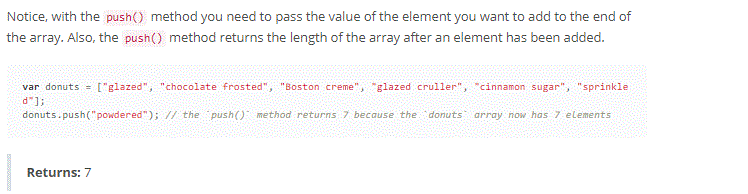 Notice, with the push() method you need to pass the value of the element you want to add to the end of
the array. Also, the push() method returns the length of the array after an element has been added.
var donuts = ["glazed", "chocolate frosted", "Boston creme", "glazed cruller", "cinnamon sugar", "sprinkle
d"];
donuts.push("powdered"); // the `push()` method returns 7 because the `donuts` array now has 7 elements
Returns: 7